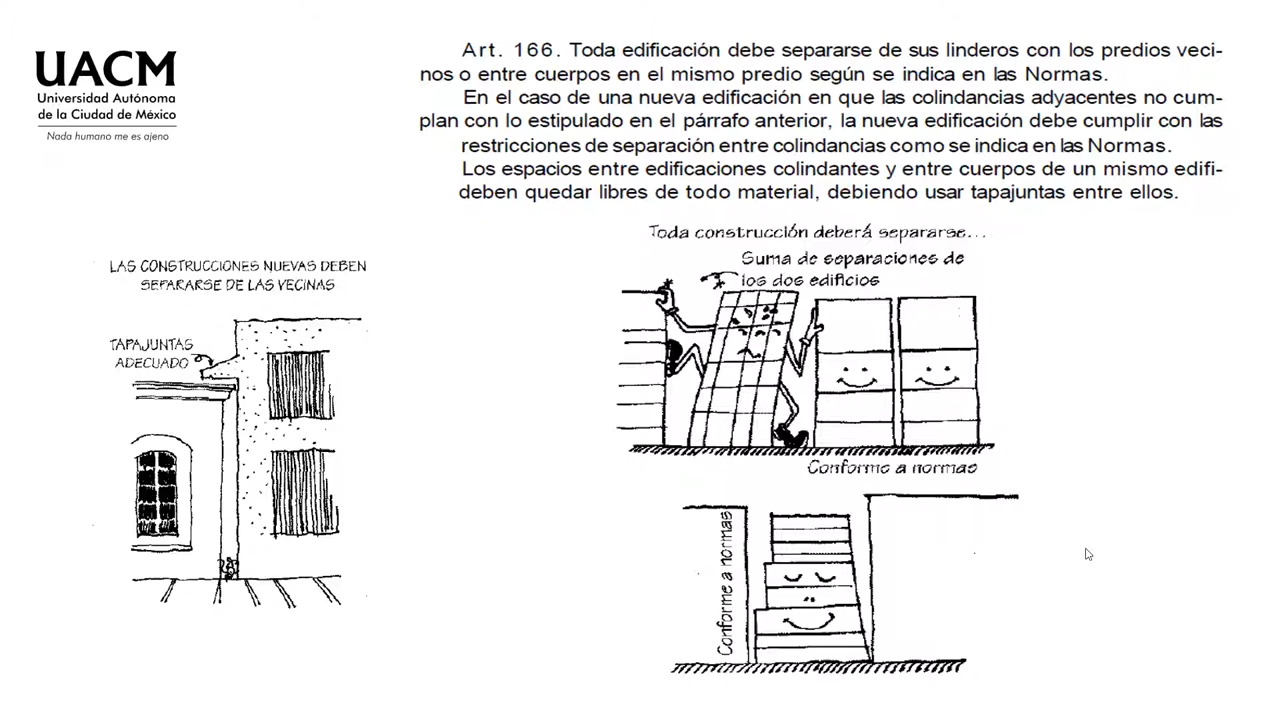 UACM
Universidad Autónoma
de la Ciudad de México
Nada humano me es ajeno
Art. 166. Toda edificación debe separarse de sus linderos con los predios veci-
nos o entre cuerpos en el mismo predio según se indica en las Normas.
En el caso de una nueva edificación en que las colindancias adyacentes no cum-
plan con lo estipulado en el párrafo anterior, la nueva edificación debe cumplir con las
restricciones de separación entre colindancias como se indica en las Normas.
Los espacios entre edificaciones colindantes y entre cuerpos de un mismo edifi-
deben quedar libres de todo material, debiendo usar tapajuntas entre ellos.
LAS CONSTRUCCIONES NUEVAS DEBEN
SEPARARSE DE LAS VECINAS
TAPAJUNTAS
ADECUADO
Toda construcción deberá separarse...
Suma de separaciones de
los dos edificios
Conforme a normas
Conforme a normas